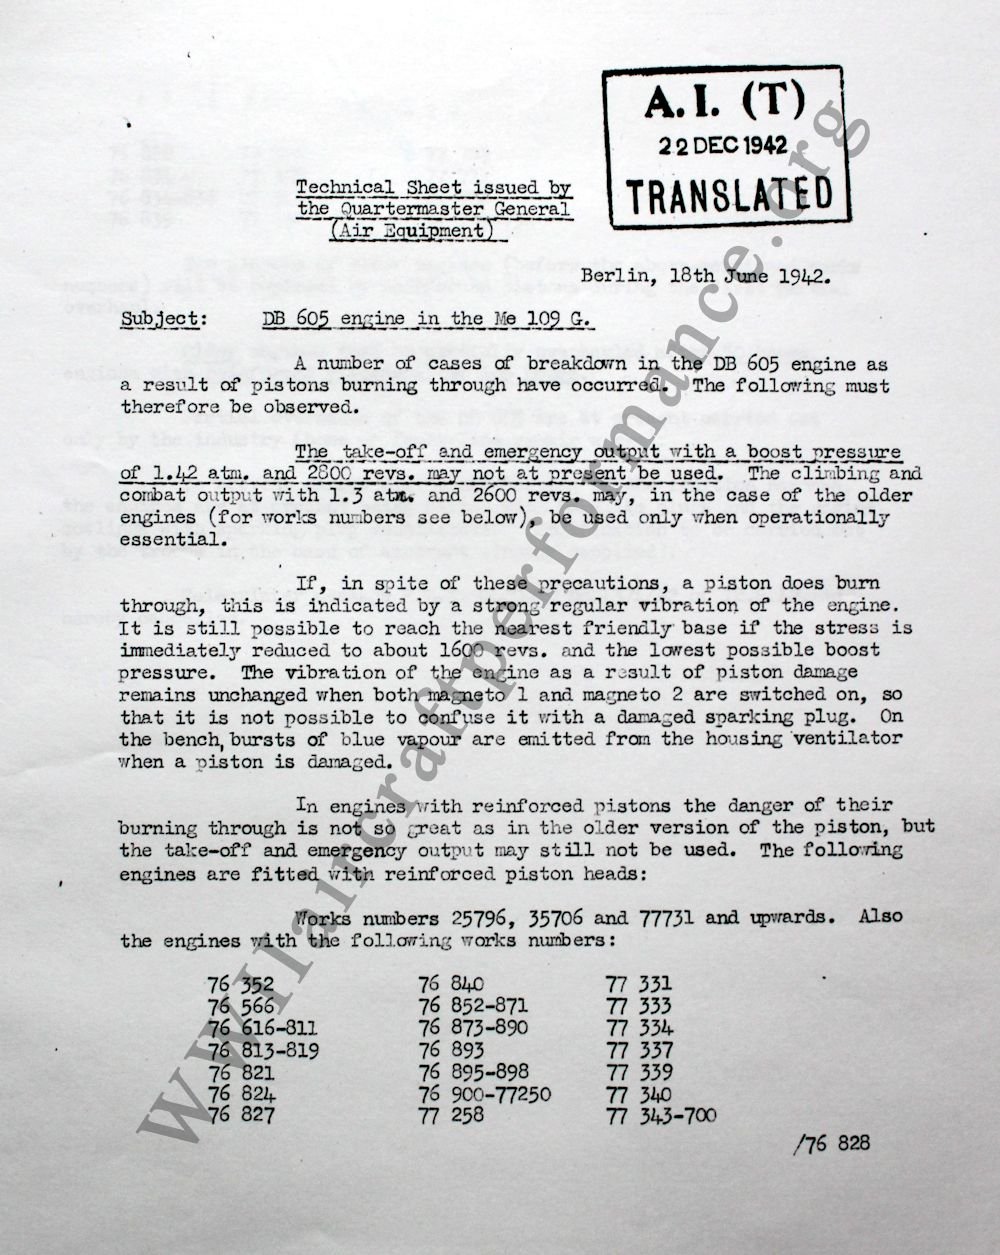 A.I. (T)
22 DEC 1942
TRANSLATED
Technical Sheet issued by
the Quartermaster General
(Air Equipment)
Berlin, 18th June 1942.
Subject: DB 605 engine in the Me 109 G.
A number of cases of breakdown in the DB 605 engine as
a result of pistons burning through have occurred. The following must
therefore be observed.
The take-off and emergency output with a boost pressure
of 1.42 atm. and 2800 revs. may not at present be used. The climbing and
combat output with 1.3 atm. and 2600 revs. may, in the case of the older
engines (for works numbers see below), be used only when operationally
essential.
If, in spite of these precautions, a piston does burn
through, this is indicated by a strong regular vibration of the engine.
It is still possible to reach the nearest friendly base if the stress is
immediately reduced to about 1600 revs. and the lowest possible boost
pressure. The vibration of the engine as a result of piston damage
remains unchanged when both magneto 1 and magneto 2 are switched on, so
that it is not possible to confuse it with a damaged sparking plug. On
the bench, bursts of blue vapour are emitted from the housing ventilator
when a piston is damaged.
In engines with reinforced pistons the danger of their
burning through is not so great as in the older version of the piston, but
the take-off and emergency output may still not be used. The following
engines are fitted with reinforced piston heads:
Works numbers 25796, 35706 and 77731 and upwards. Also
the engines with the following works numbers:
76 352 76 840 77 331
76 566 76 852-871 77 333
76 616-811 76 873-890 77 334
76 813-819 76 893 77 337
76 821 76 895-898 77 339
76 824 76 900-77250 77 340
76 827 77 258 77 343-700
/76 828
WWIIaircraftperformance.org